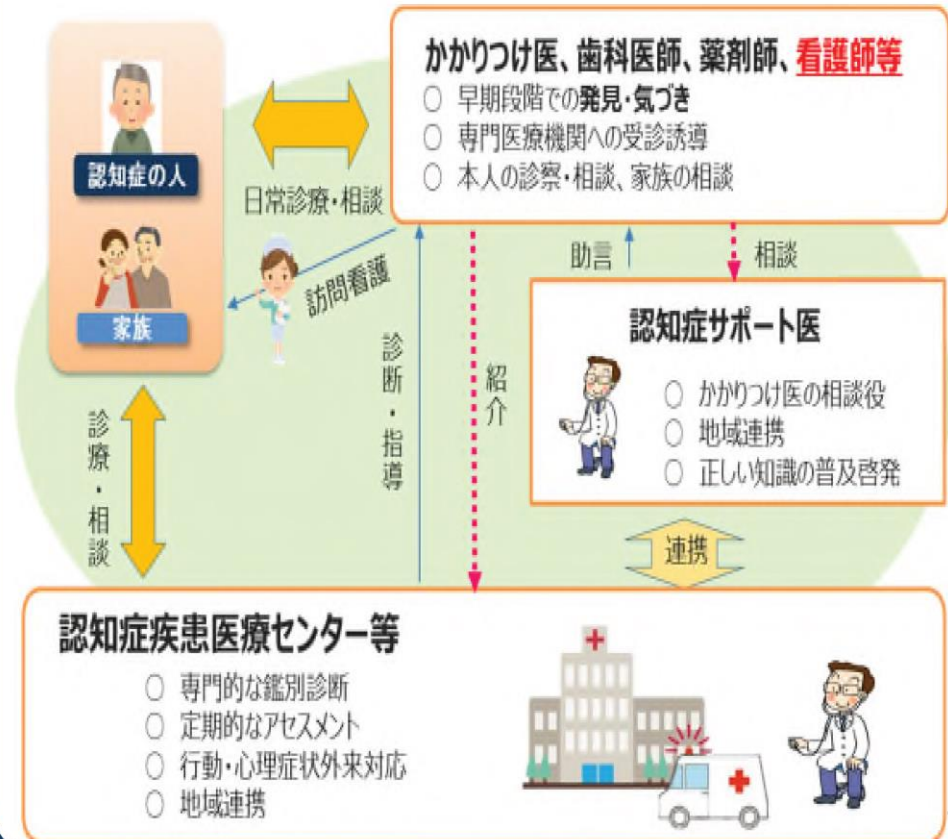 認知症の人
家族
かかりつけ医、歯科医師、薬剤師、看護師等
○ 早期段階での発見・気づき
○ 専門医療機関への受診誘導
○ 本人の診察・相談、家族の相談
日常診療・相談
訪問看護
助言
相談
認知症サポート医
○ かかりつけ医の相談役
○ 地域連携
○ 正しい知識の普及啓発
診療・相談
診断・指導
紹介
連携
認知症疾患医療センター等
○ 専門的な鑑別診断
○ 定期的なアセスメント
○ 行動・心理症状外来対応
○ 地域連携